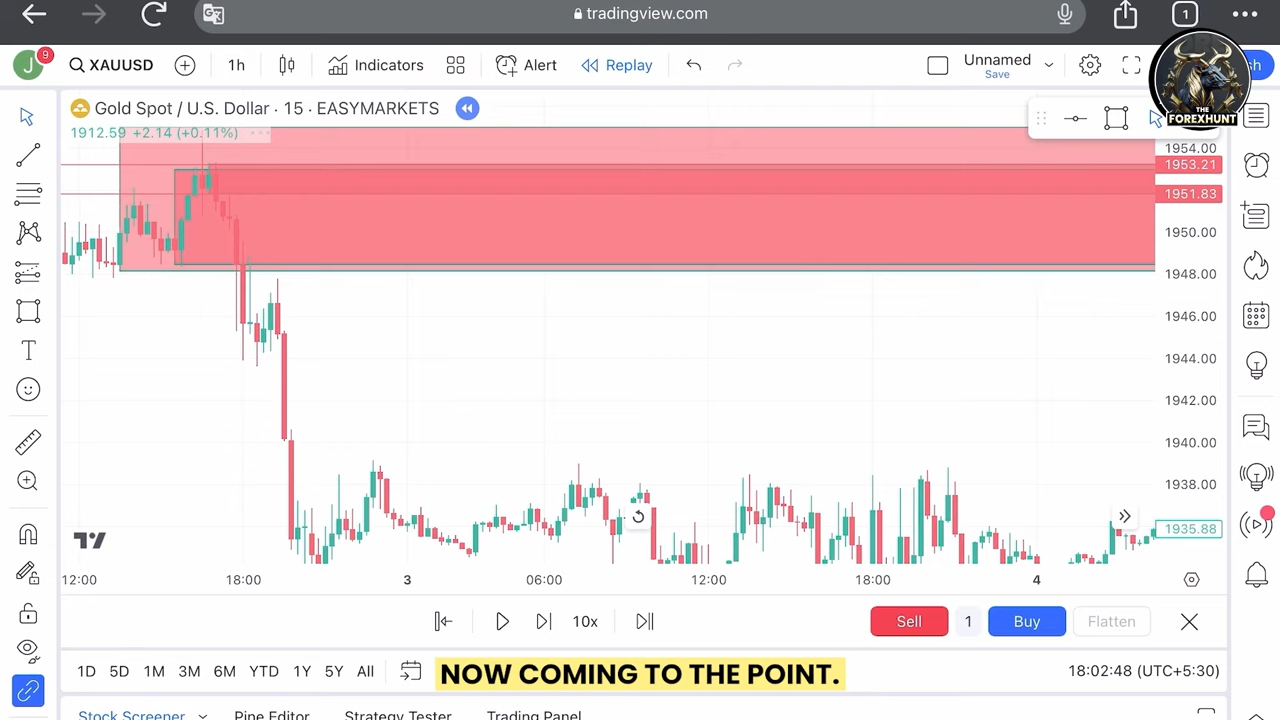 tradingview.com
1
9
J
XAUUSD
1h
Indicators
Alert
Replay
Unnamed
Save
sh
THE
FOREXHUNT
Gold Spot / U.S. Dollar · 15 · EASYMARKETS
1912.59 +2.14 (+0.11%)
1954.00
1953.21
1951.83
1950.00
1948.00
1946.00
1944.00
1942.00
1940.00
1938.00
1935.88
12:00
18:00
3
06:00
12:00
18:00
4
10x
Sell
1
Buy
Flatten
1D
5D
1M
3M
6M
YTD
1Y
5Y
All
NOW COMING TO THE POINT.
18:02:48 (UTC+5:30)
Stock Screener
Pine Editor
Strategy Tester
Trading Panel